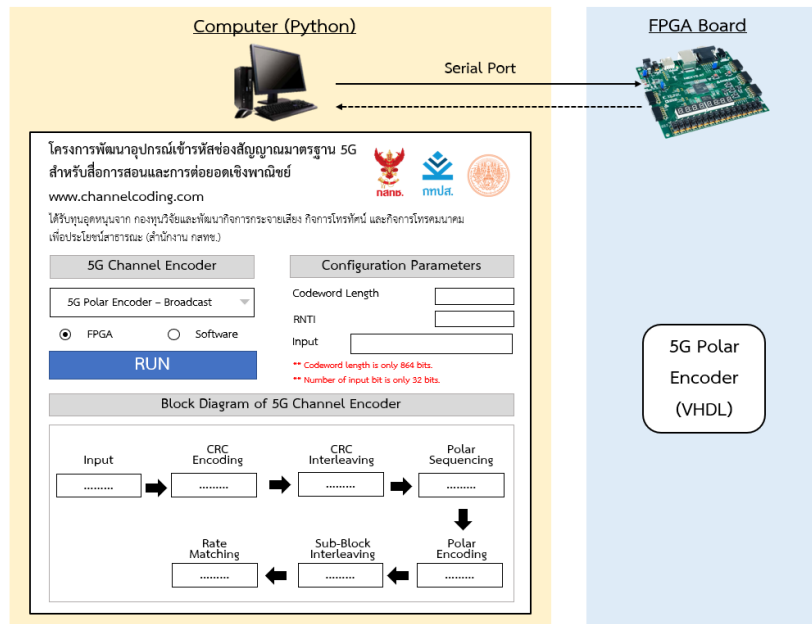 Computer (Python)
FPGA Board
Serial Port
โครงการพัฒนาอุปกรณ์เข้ารหัสช่องสัญญาณมาตรฐาน 5G
สำหรับสื่อการสอนและการต่อยอดเชิงพาณิชย์
www.channelcoding.com
กสทช.
กทปส.
ได้รับทุนอุดหนุนจาก กองทุนวิจัยและพัฒนากิจการกระจายเสียง กิจการโทรทัศน์ และกิจการโทรคมนาคม
เพื่อประโยชน์สาธารณะ (สำนักงาน กสทช.)
5G Channel Encoder
Configuration Parameters
5G Polar Encoder – Broadcast
Codeword Length
RNTI
FPGA
Software
Input
RUN
** Codeword length is only 864 bits.
** Number of input bit is only 32 bits.
Block Diagram of 5G Channel Encoder
Input
.........
CRC
Encoding
.........
CRC
Interleaving
.........
Polar
Sequencing
.........
Polar
Encoding
.........
Sub-Block
Interleaving
.........
Rate
Matching
.........
5G Polar
Encoder
(VHDL)